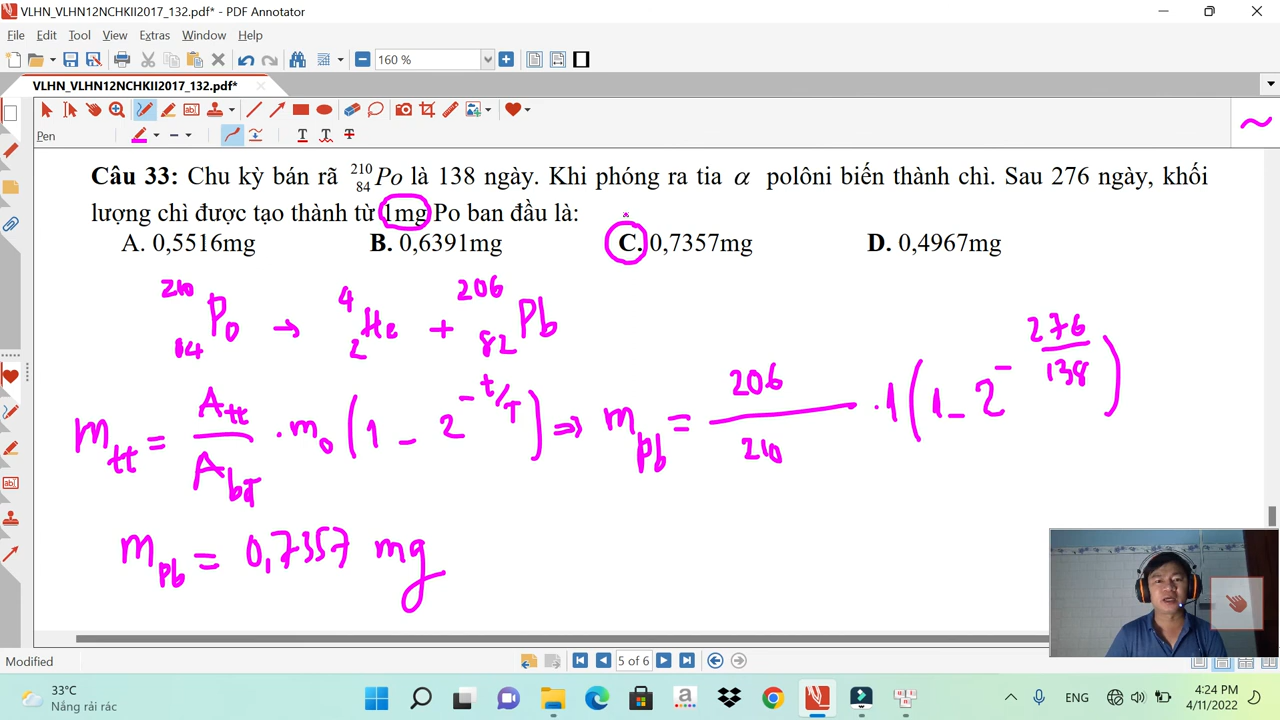 VLHN_VLHN12NCHKII2017_132.pdf* - PDF Annotator
File Edit Tool View Extras Window Help
160 %
VLHN_VLHN12NCHKII2017_132.pdf*
Pen
Câu 33: Chu kỳ bán rã ²¹⁰₈₄Po là 138 ngày. Khi phóng ra tia α pôlôni biến thành chì. Sau 276 ngày, khối
lượng chì được tạo thành từ 1mg Po ban đầu là:
A. 0,5516mg B. 0,6391mg C. 0,7357mg D. 0,4967mg
²¹⁰₈₄Po → ⁴₂He + ²⁰⁶₈₂Pb
m_tt = A_tt / A_bđ . m₀ (1 - 2^(-t/T)) ⇒ m_Pb = 206 / 210 . 1 (1 - 2^(-276/138))
m_Pb = 0,7357 mg
5 of 6
Modified
33°C
Nắng rải rác
ENG
4:24 PM
4/11/2022